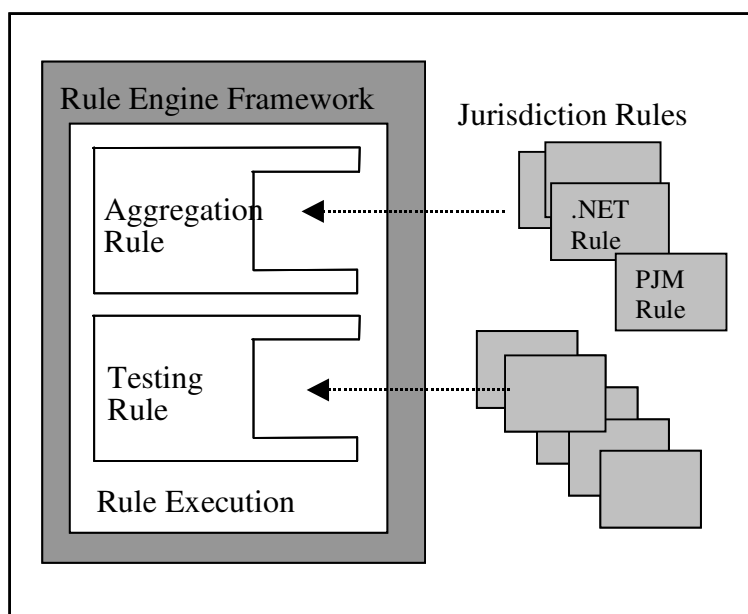 Rule Engine Framework
Jurisdiction Rules
Aggregation
Rule
.NET
Rule
PJM
Rule
Testing
Rule
Rule Execution